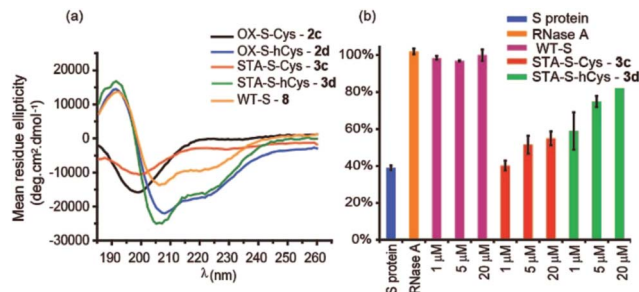 (a)
OX-S-Cys - 2c
OX-S-hCys - 2d
STA-S-Cys - 3c
STA-S-hCys - 3d
WT-S - 8
Mean residue ellipticity
(deg.cm².dmol⁻¹)
20000
15000
10000
5000
0
-5000
-10000
-20000
-30000
190 200 210 220 230 240 250 260
λ(nm)
(b)
S protein
RNase A
WT-S
STA-S-Cys - 3c
STA-S-hCys - 3d
100%
80%
60%
40%
20%
0%
S protein
RNase A
1 μM
5 μM
20 μM
1 μM
5 μM
20 μM
1 μM
5 μM
20 μM